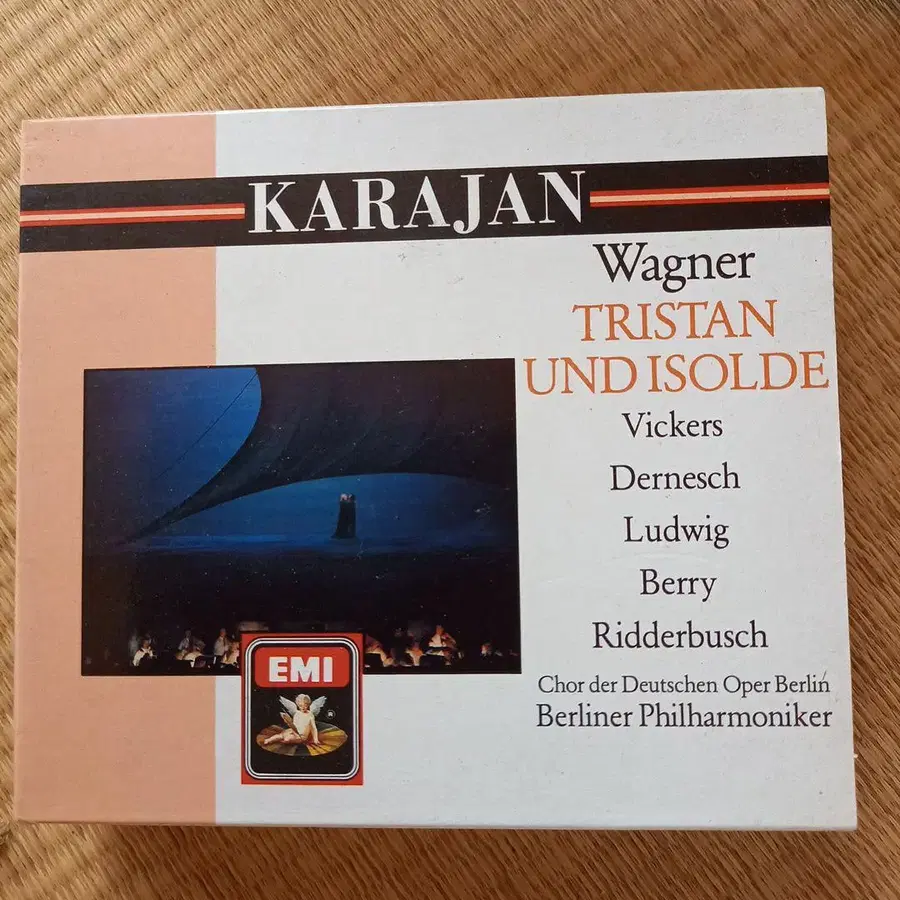 KARAJAN
Wagner
TRISTAN
UND ISOLDE
Vickers
Dernesch
Ludwig
Berry
Ridderbusch
Chor der Deutschen Oper Berlin
Berliner Philharmoniker
EMI